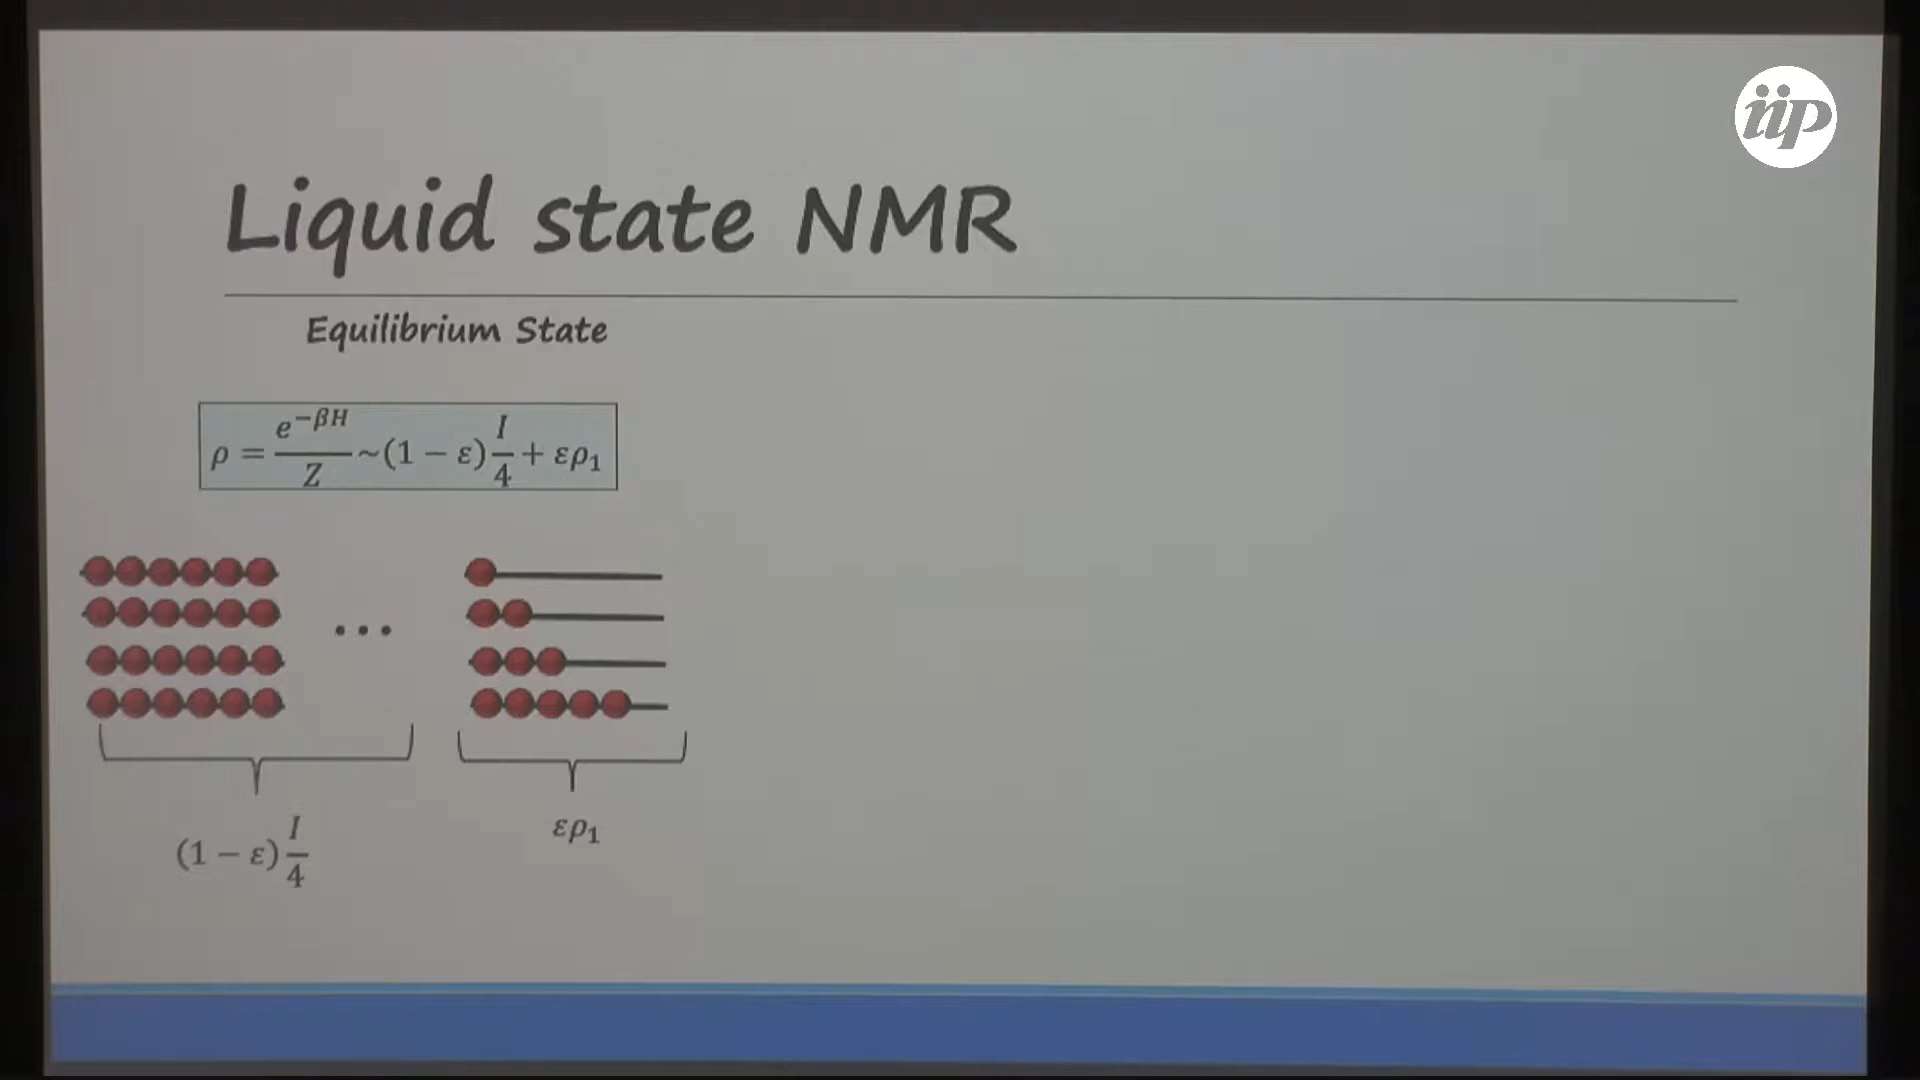 iip
Liquid state NMR
Equilibrium State
ρ = e^{-βH}/Z ~(1 − ε) I/4 + ερ₁
...
(1 − ε) I/4
ερ₁